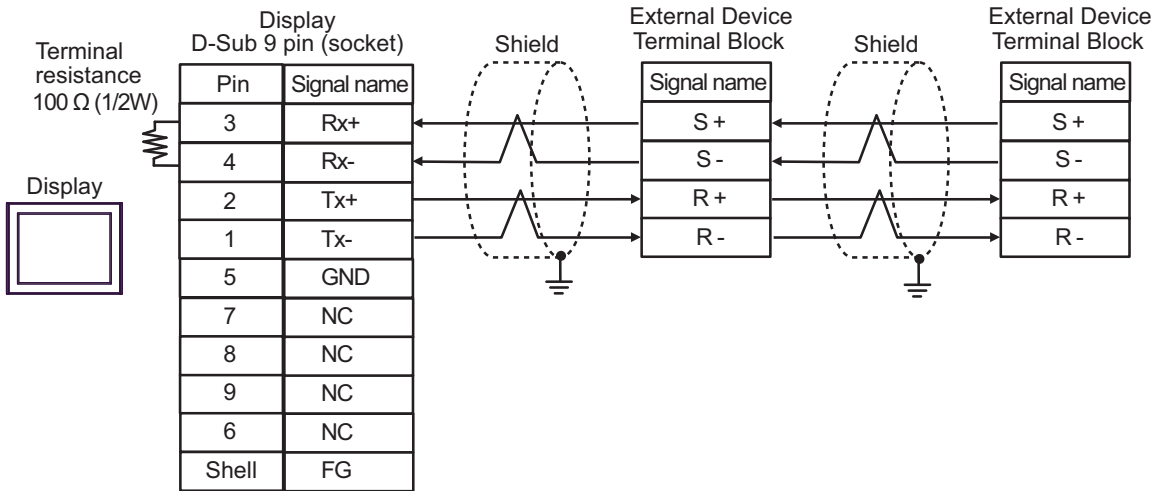 Terminal
resistance
100 Ω (1/2W)
Display
Display
D-Sub 9 pin (socket)
Pin Signal name
3 Rx+
4 Rx-
2 Tx+
1 Tx-
5 GND
7 NC
8 NC
9 NC
6 NC
Shell FG
Shield
External Device
Terminal Block
Signal name
S +
S -
R +
R -
Shield
External Device
Terminal Block
Signal name
S +
S -
R +
R -